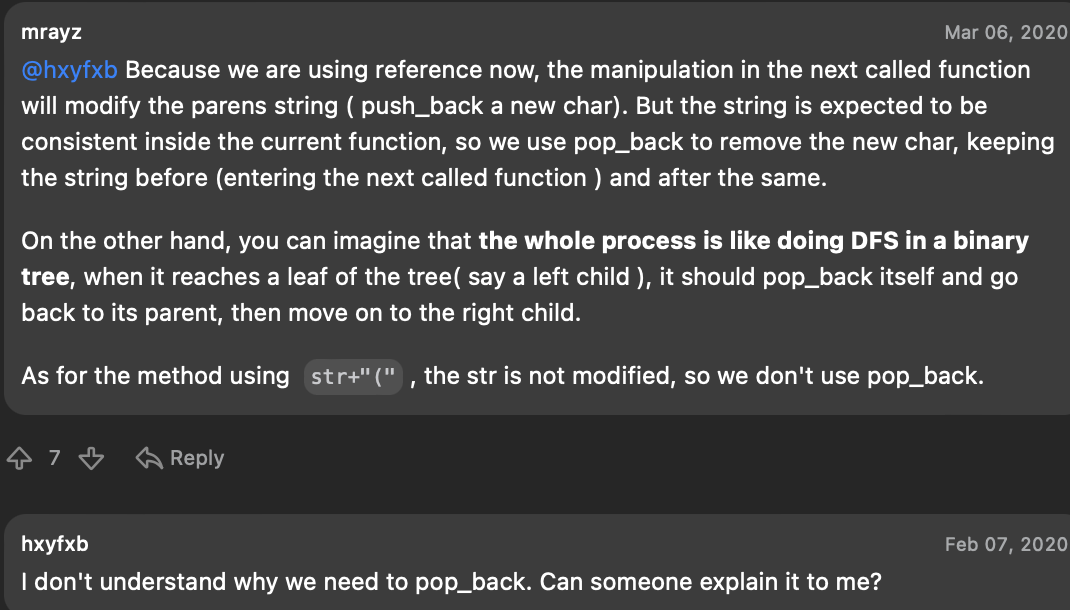 mrayz
Mar 06, 2020
@hxyfxb Because we are using reference now, the manipulation in the next called function
will modify the parens string ( push_back a new char). But the string is expected to be
consistent inside the current function, so we use pop_back to remove the new char, keeping
the string before (entering the next called function ) and after the same.
On the other hand, you can imagine that the whole process is like doing DFS in a binary
tree, when it reaches a leaf of the tree( say a left child ), it should pop_back itself and go
back to its parent, then move on to the right child.
As for the method using str+"(" , the str is not modified, so we don't use pop_back.
7
Reply
hxyfxb
Feb 07, 2020
I don't understand why we need to pop_back. Can someone explain it to me?